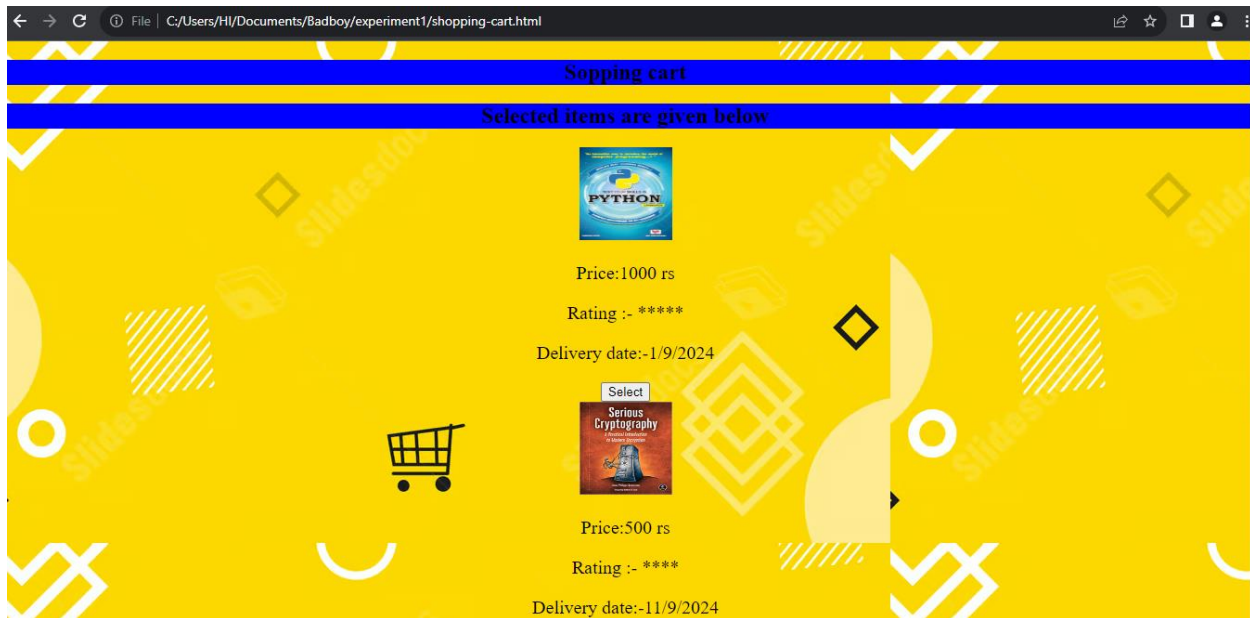 File | C:/Users/HI/Documents/Badboy/experiment1/shopping-cart.html
Sopping cart
Selected items are given below
PYTHON
Price:1000 rs
Rating :- *****
Delivery date:-1/9/2024
Select
Serious
Cryptography
Price:500 rs
Rating :- ****
Delivery date:-11/9/2024